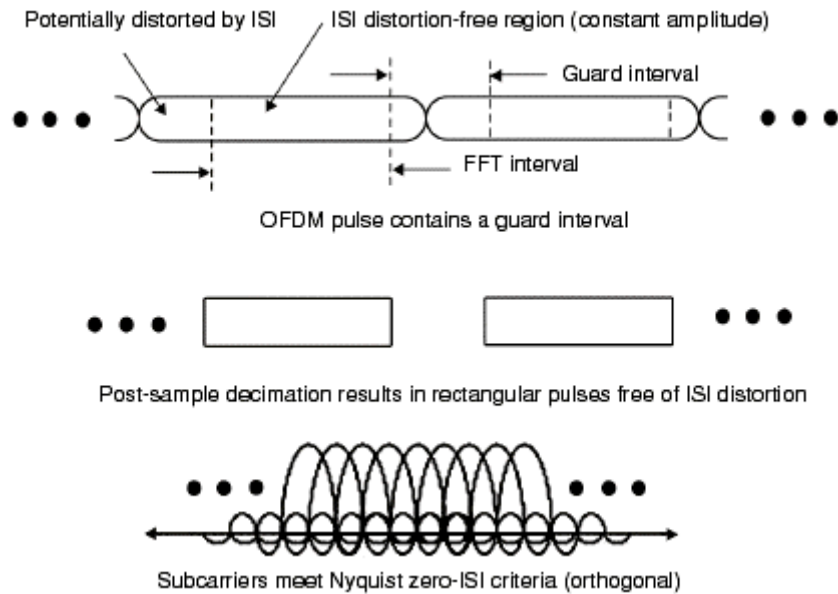 Potentially distorted by ISI
ISI distortion-free region (constant amplitude)
Guard interval
FFT interval
OFDM pulse contains a guard interval
Post-sample decimation results in rectangular pulses free of ISI distortion
Subcarriers meet Nyquist zero-ISI criteria (orthogonal)